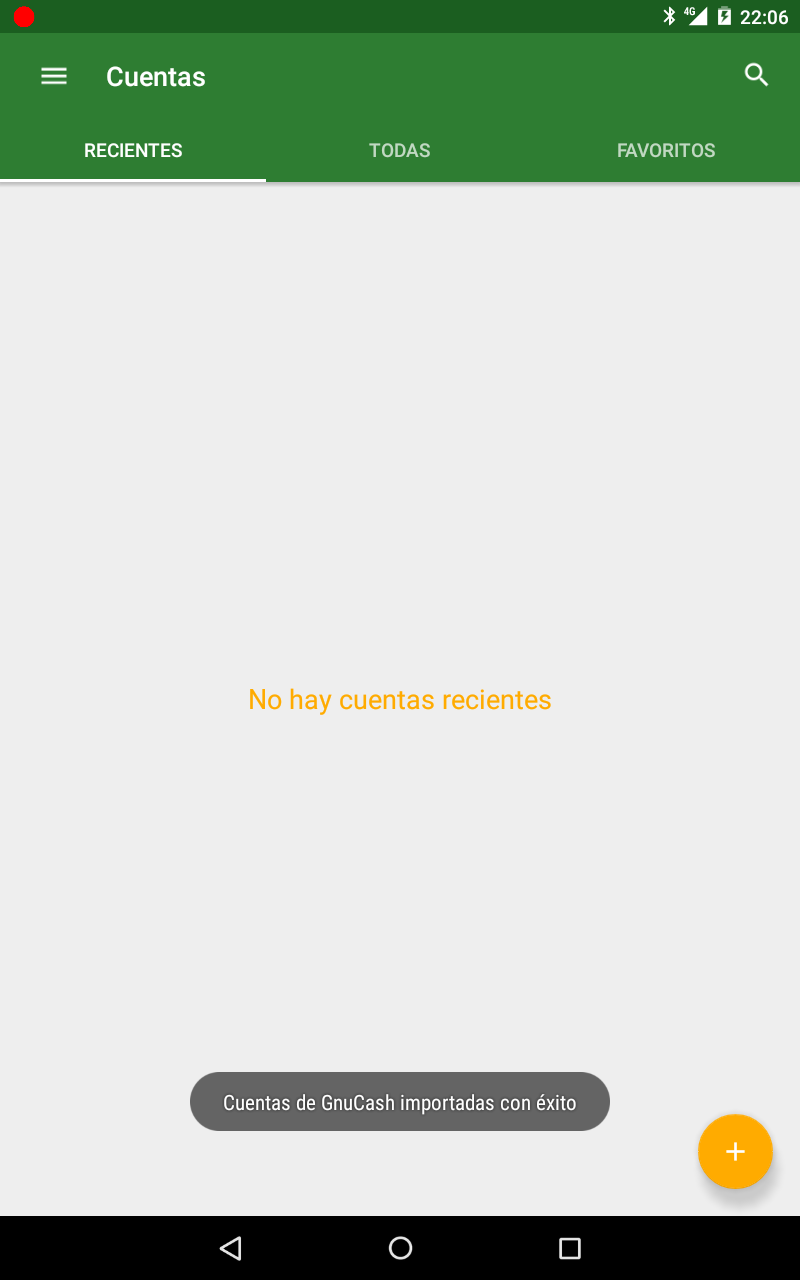 4G 22:06
Cuentas
RECIENTES TODAS FAVORITOS
No hay cuentas recientes
Cuentas de GnuCash importadas con éxito